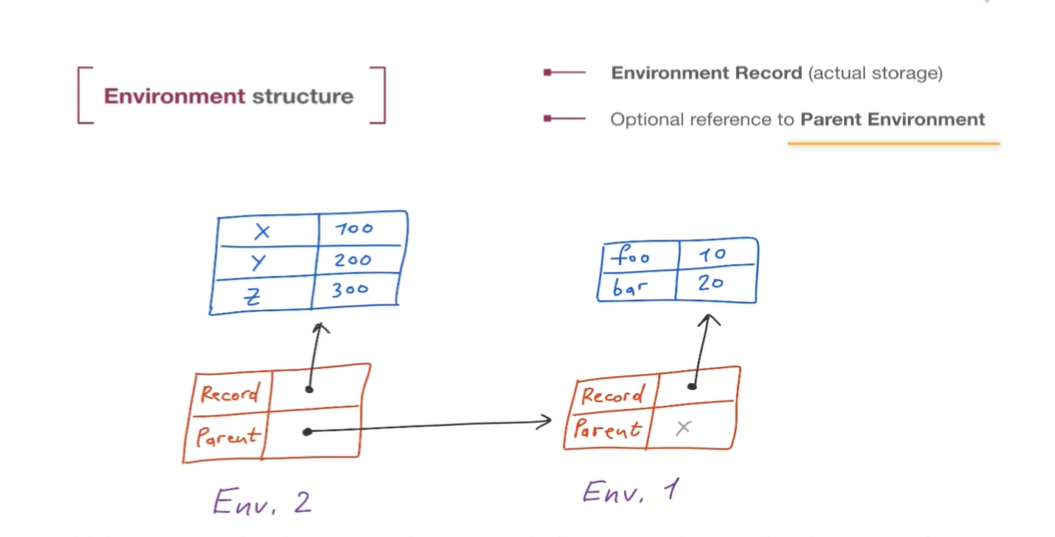 Environment structure
Environment Record (actual storage)
Optional reference to Parent Environment
X 100
Y 200
Z 300
foo 10
bar 20
Record
Parent
Record
Parent X
Env. 2
Env. 1